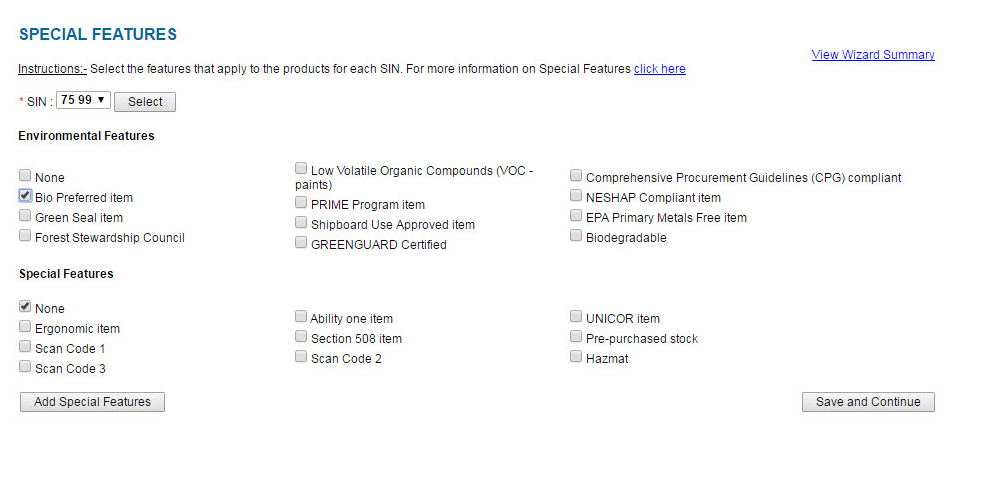 SPECIAL FEATURES
View Wizard Summary
Instructions:- Select the features that apply to the products for each SIN. For more information on Special Features click here
* SIN : 75 99 Select
Environmental Features
None
Bio Preferred item
Green Seal item
Forest Stewardship Council
Low Volatile Organic Compounds (VOC -
paints)
PRIME Program item
Shipboard Use Approved item
GREENGUARD Certified
Comprehensive Procurement Guidelines (CPG) compliant
NESHAP Compliant item
EPA Primary Metals Free item
Biodegradable
Special Features
None
Ergonomic item
Scan Code 1
Scan Code 3
Ability one item
Section 508 item
Scan Code 2
UNICOR item
Pre-purchased stock
Hazmat
Add Special Features
Save and Continue